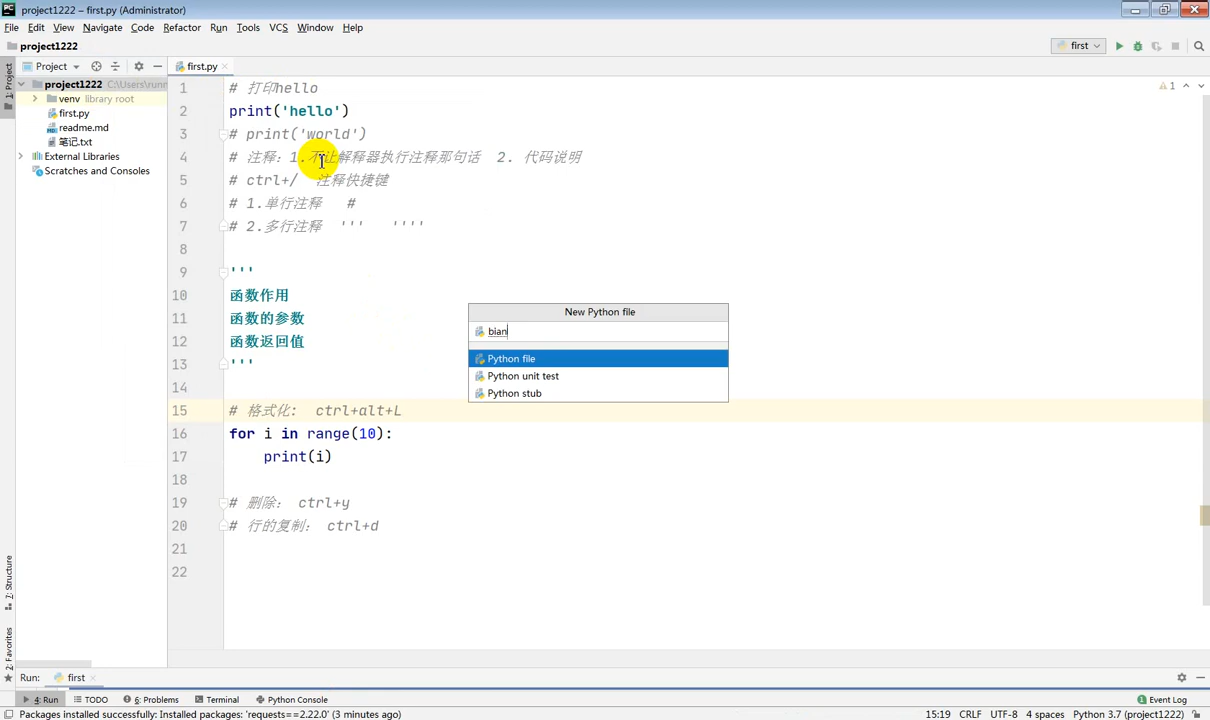 project1222 – first.py (Administrator)
File Edit View Navigate Code Refactor Run Tools VCS Window Help
project1222
first
Project
first.py
1: Project
project1222 C:\Users\runn
venv library root
first.py
readme.md
笔记.txt
External Libraries
Scratches and Consoles
1 # 打印hello
2 print('hello')
3 # print('world')
4 # 注释：1.不让解释器执行注释那句话 2. 代码说明
5 # ctrl+/ 注释快捷键
6 # 1.单行注释 #
7 # 2.多行注释 ''' ''''
8
9 '''
10 函数作用
11 函数的参数
12 函数返回值
13 '''
14
15 # 格式化： ctrl+alt+L
16 for i in range(10):
17 print(i)
18
19 # 删除： ctrl+y
20 # 行的复制： ctrl+d
21
22
1
New Python file
bian
Python file
Python unit test
Python stub
7: Structure
2: Favorites
Run: first
4: Run TODO 6: Problems Terminal Python Console Event Log
Packages installed successfully: Installed packages: 'requests==2.22.0' (3 minutes ago) 15:19 CRLF UTF-8 4 spaces Python 3.7 (project1222)